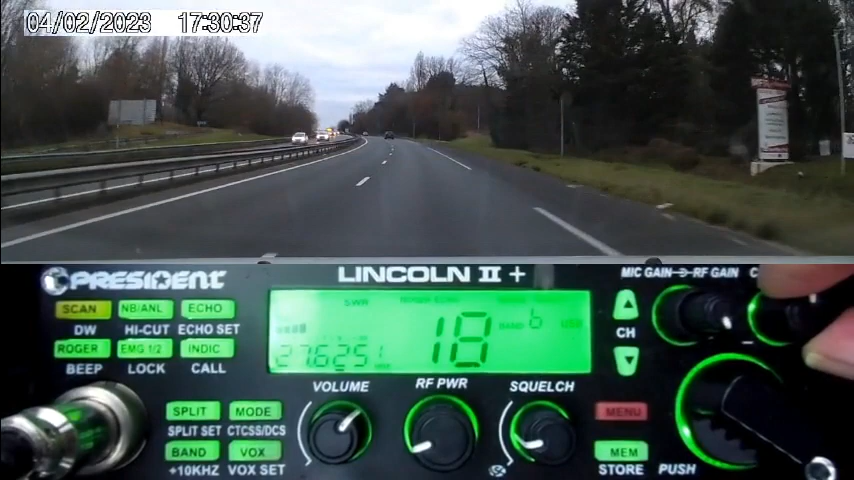 04/02/2023 17:30:37
PRESIDENT LINCOLN II + MIC GAIN RF GAIN C
SCAN NB/ANL ECHO
DW HI-CUT ECHO SET
ROGER EMG 1/2 INDIC
BEEP LOCK CALL
SWR
18 BAND b USB
27.6251
CH
VOLUME RF PWR SQUELCH
SPLIT MODE MENU
SPLIT SET CTCSS/DCS
BAND VOX MEM
+10KHZ VOX SET STORE PUSH